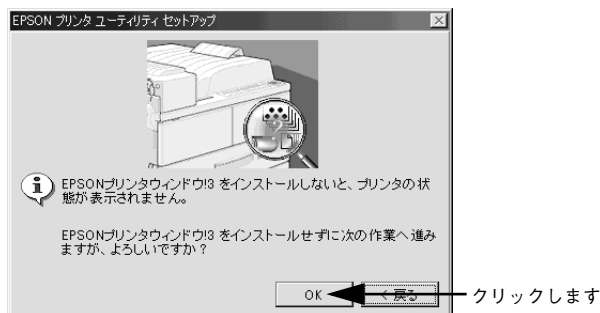 EPSON プリンタ ユーティリティ セットアップ
EPSONプリンタウィンドウ!3 をインストールしないと、プリンタの状
態が表示されません。
EPSONプリンタウィンドウ!3 をインストールせずに次の作業へ進み
ますが、よろしいですか？
OK
< 戻る
クリックします